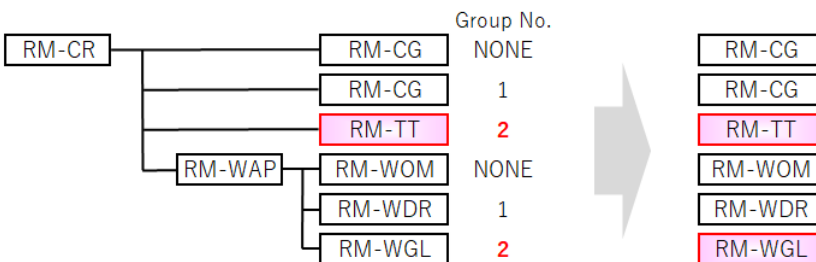 Group No.
RM-CR RM-CG NONE RM-CG
RM-CG 1 RM-CG
RM-TT 2 RM-TT
RM-WAP RM-WOM NONE RM-WOM
RM-WDR 1 RM-WDR
RM-WGL 2 RM-WGL